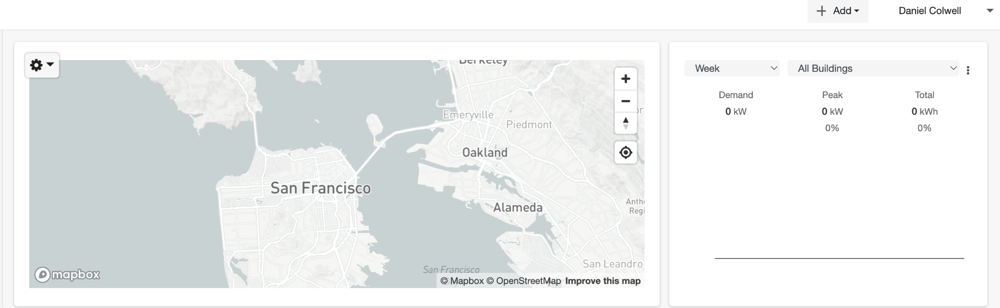 Add
Daniel Colwell
Berkeley
Emeryville
Piedmont
Oakland
San Francisco
Alameda
Anth
Regi
San Leandro
San Francisco
mapbox
© Mapbox © OpenStreetMap Improve this map
Week
All Buildings
Demand
Peak
Total
0 kW
0 kW
0 kWh
0%
0%